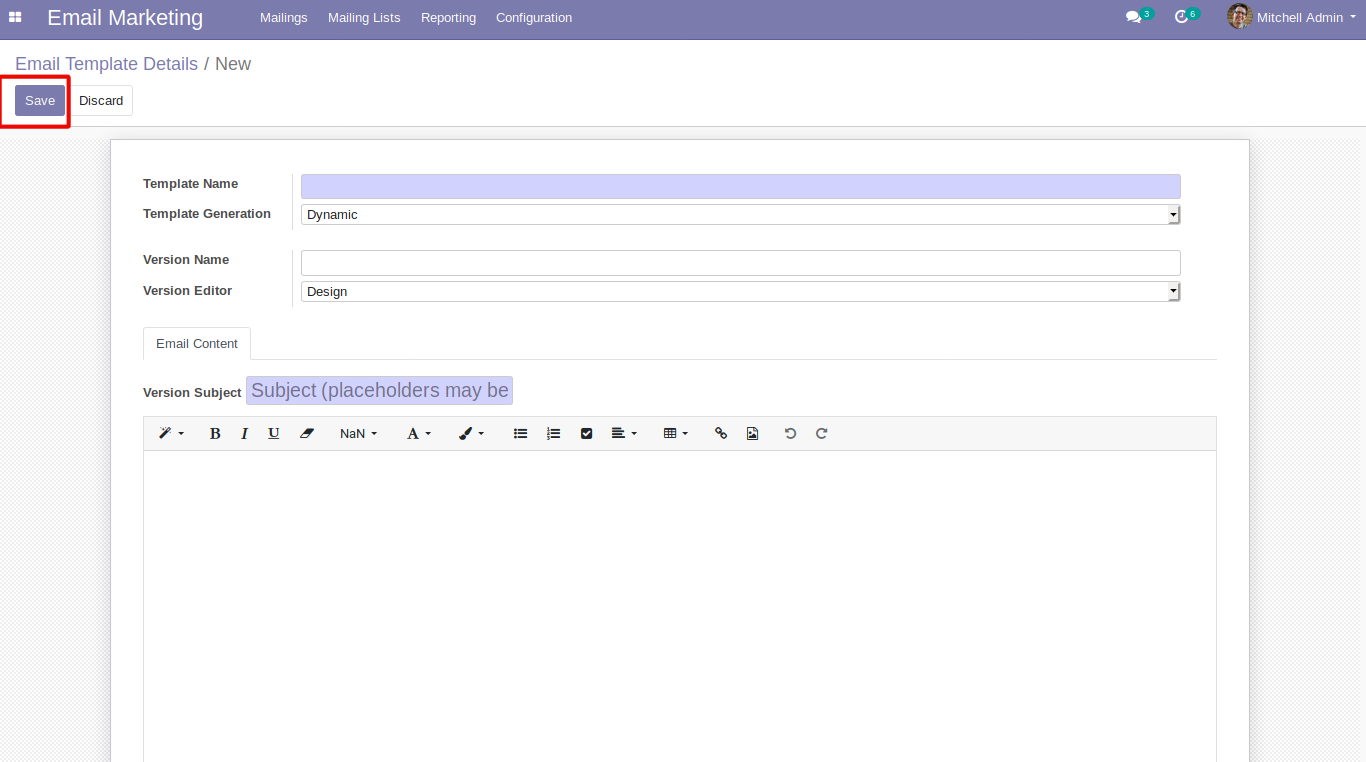 Email Marketing Mailings Mailing Lists Reporting Configuration 3 6 Mitchell Admin
Email Template Details / New
Save Discard
Template Name
Template Generation Dynamic
Version Name
Version Editor Design
Email Content
Version Subject Subject (placeholders may be
B I U NaN A